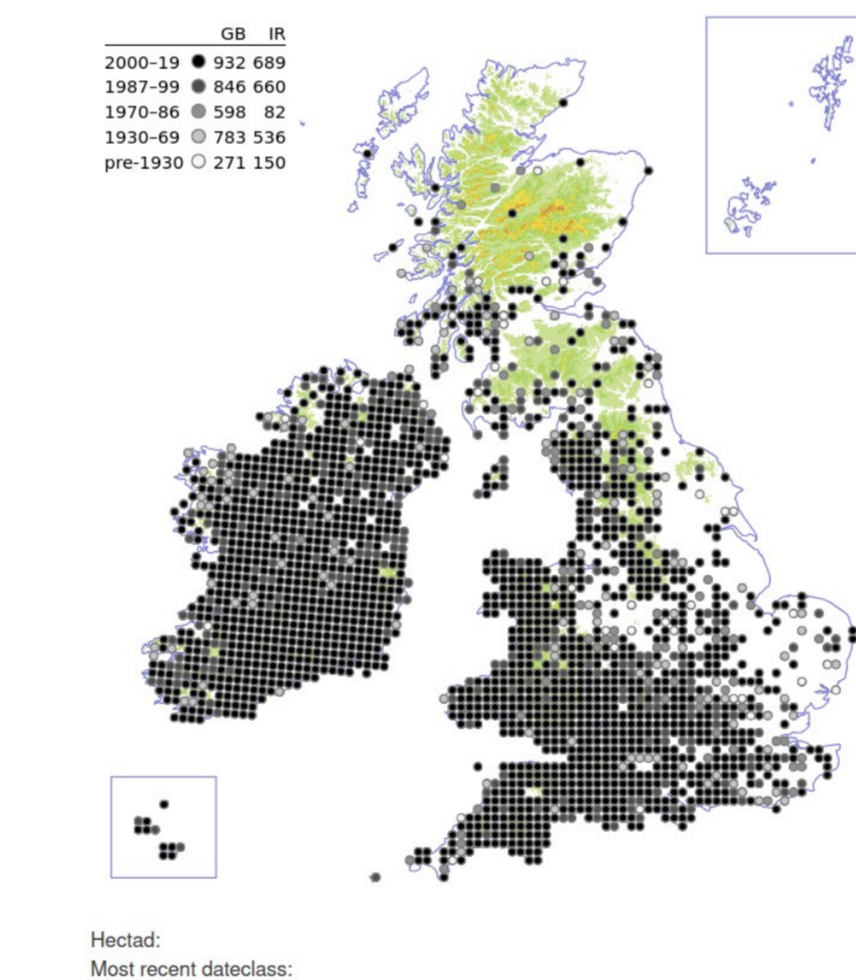 GB IR
2000–19 932 689
1987–99 846 660
1970–86 598 82
1930–69 783 536
pre-1930 271 150
Hectad:
Most recent dateclass: